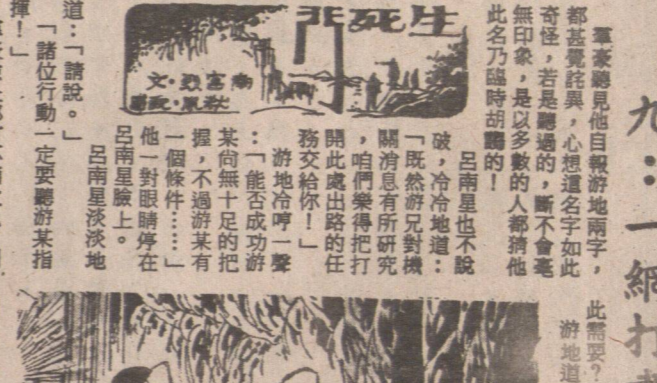 九:一網打
羣豪聽見他自報游地兩字,
都甚覺詫異,心想這名字如此
奇怪,若是聽過的,斷不會毫
無印象,是以多數的人都猜他
此名乃臨時胡謅的!
呂南星也不說
破,冷冷地道:
「既然游兄對機
關消息有所研究
,咱們樂得把打
開此處出路的任
務交給你!」
游地冷哼一聲
:「能否成功游
某尚無十足的把
握,不過游某有
一個條件……」
他一對眼睛停在
呂南星臉上。
呂南星淡淡地
道:「請說。」
「諸位行動一定要聽游某指
揮!」
生死門
文·
此需要?
游地道